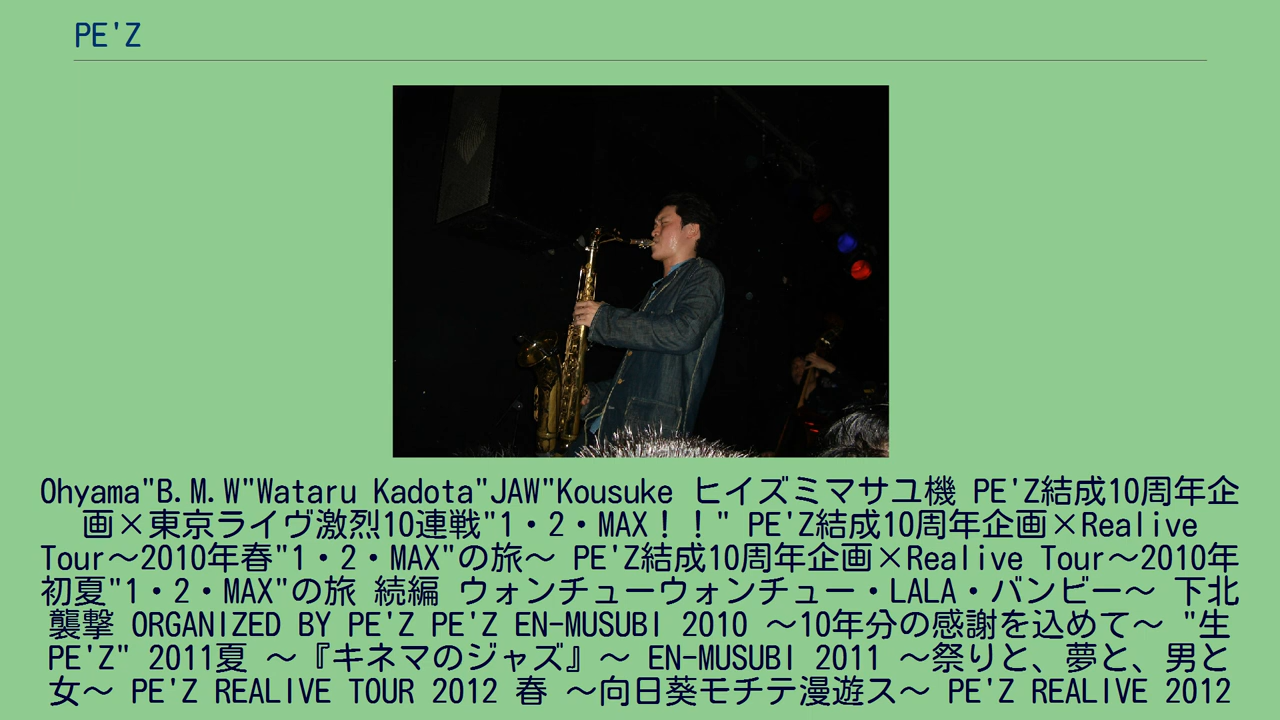 PE'Z
Ohyama"B.M.W"Wataru Kadota"JAW"Kousuke ヒイズミマサユ機 PE'Z結成10周年企
画×東京ライヴ激烈10連戦"1・2・MAX！！" PE'Z結成10周年企画×Realive
Tour～2010年春"1・2・MAX"の旅～ PE'Z結成10周年企画×Realive Tour～2010年
初夏"1・2・MAX"の旅 続編 ウォンチューウォンチュー・LALA・バンビー～ 下北
襲撃 ORGANIZED BY PE'Z PE'Z EN-MUSUBI 2010 ～10年分の感謝を込めて～ "生
PE'Z" 2011夏 ～『キネマのジャズ』～ EN-MUSUBI 2011 ～祭りと、夢と、男と
女～ PE'Z REALIVE TOUR 2012 春 ～向日葵モチテ漫遊ス～ PE'Z REALIVE 2012